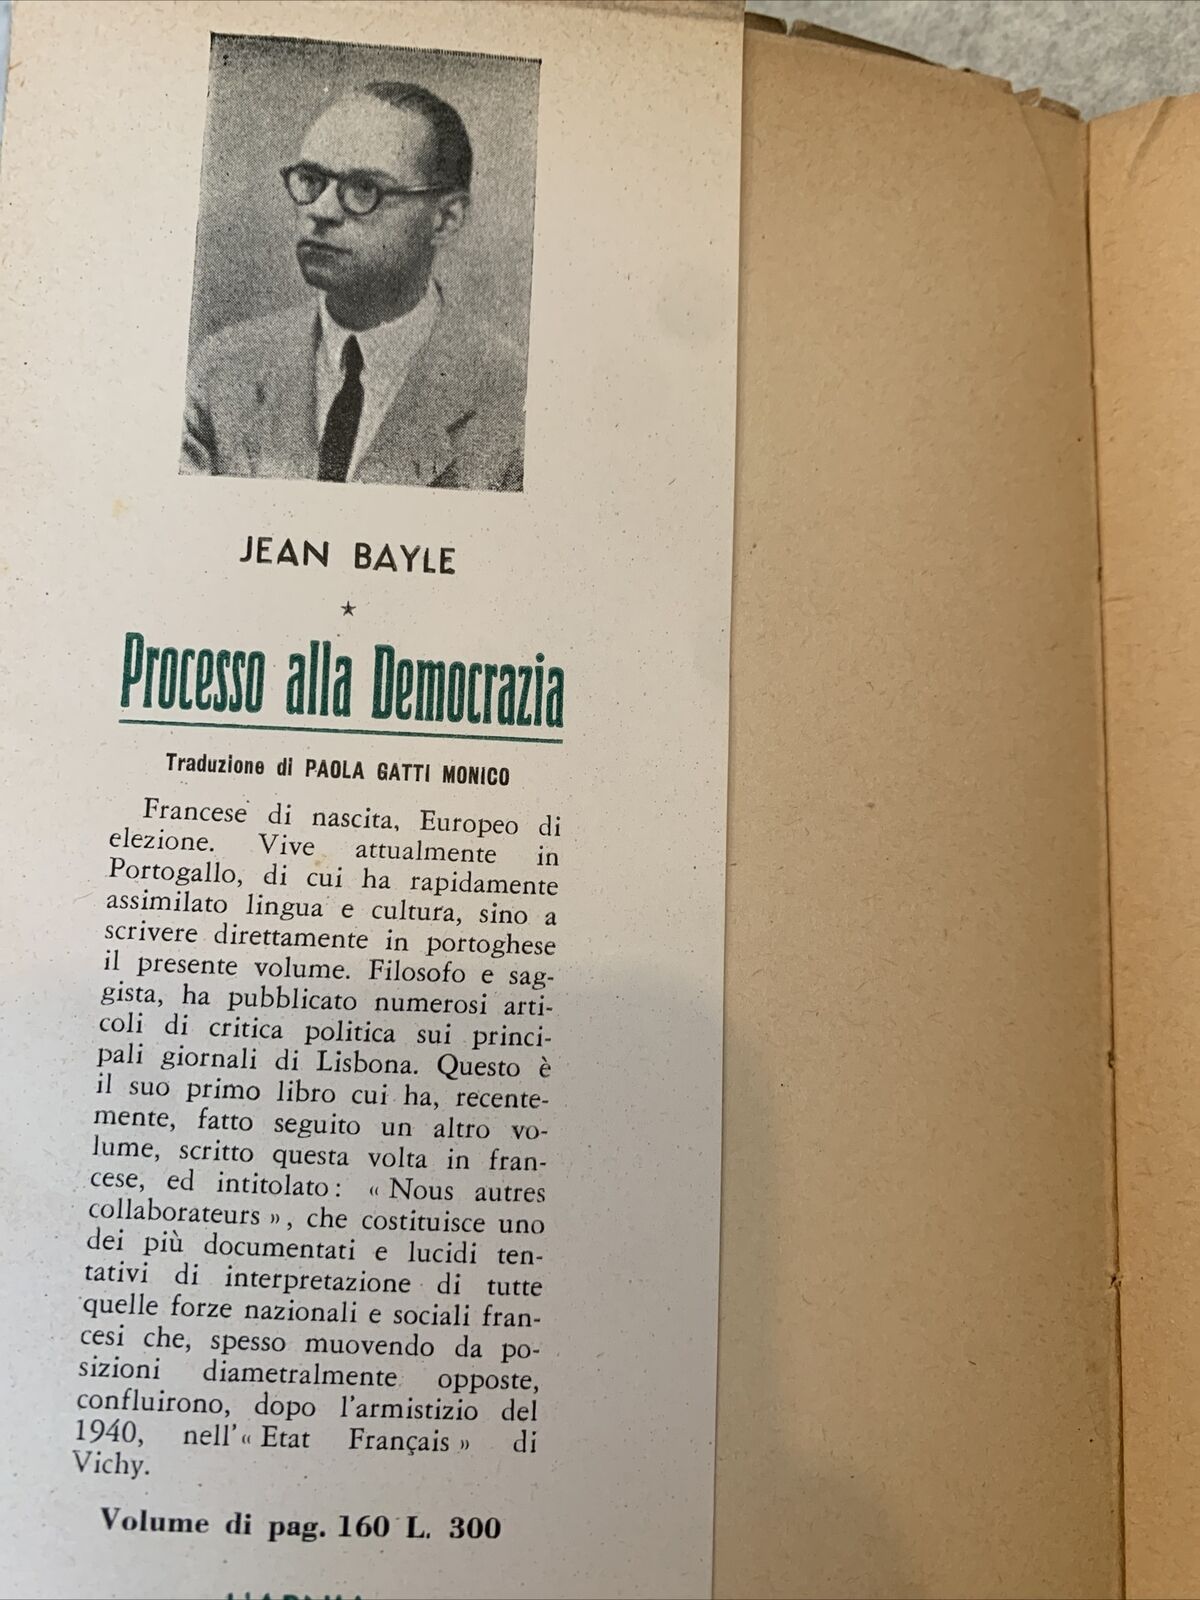 JEAN BAYLE
★
Processo alla Democrazia
Traduzione di PAOLA GATTI MONICO
Francese di nascita, Europeo di
elezione. Vive attualmente in
Portogallo, di cui ha rapidamente
assimilato lingua e cultura, sino a
scrivere direttamente in portoghese
il presente volume. Filosofo e sag-
gista, ha pubblicato numerosi arti-
coli di critica politica sui princi-
pali giornali di Lisbona. Questo è
il suo primo libro cui ha, recente-
mente, fatto seguito un altro vo-
lume, scritto questa volta in fran-
cese, ed intitolato: « Nous autres
collaborateurs », che costituisce uno
dei più documentati e lucidi ten-
tativi di interpretazione di tutte
quelle forze nazionali e sociali fran-
cesi che, spesso muovendo da po-
sizioni diametralmente opposte,
confluirono, dopo l'armistizio del
1940, nell'« Etat Français » di
Vichy.
Volume di pag. 160 L. 300